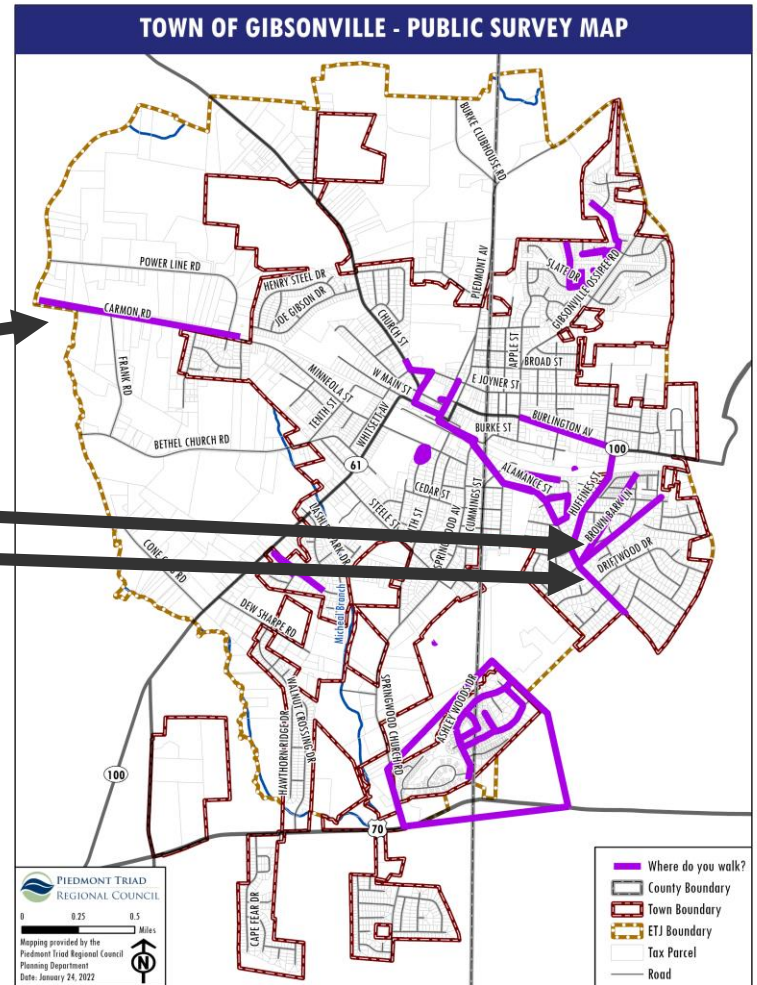 TOWN OF GIBSONVILLE - PUBLIC SURVEY MAP
BURKE CLUBHOUSE RD
POWER LINE RD
HENRY STEEL DR
JOE GIBSON DR
PIEDMONT AV
SLATE DR
GIBSONVILLE OSSIPEE RD
CARMON RD
CHURCH ST
APPLE ST
BROAD ST
FRANK RD
MINNEOLA ST
W MAIN ST
E JOYNER ST
TENTH ST
WHITSETT AV
BURKE ST
BURLINGTON AV
BETHEL CHURCH RD
61
100
ALAMANCE ST
HUFFINES ST
CEDAR ST
CUMMINGS ST
STEELE ST
BROWN BARK LN
DRIFTWOOD DR
DEW SHARPE RD
Micheal Branch
SPRINGWOOD CHURCH RD
ASHLEY WOODS DR
WALNUT CROSSING DR
HAWTHORN RIDGE DR
100
70
CAPE FEAR DR
PIEDMONT TRIAD
REGIONAL COUNCIL
0 0.25 0.5
Miles
Mapping provided by the
Piedmont Triad Regional Council
Planning Department
Date: January 24, 2022
N
Where do you walk?
County Boundary
Town Boundary
ETJ Boundary
Tax Parcel
Road